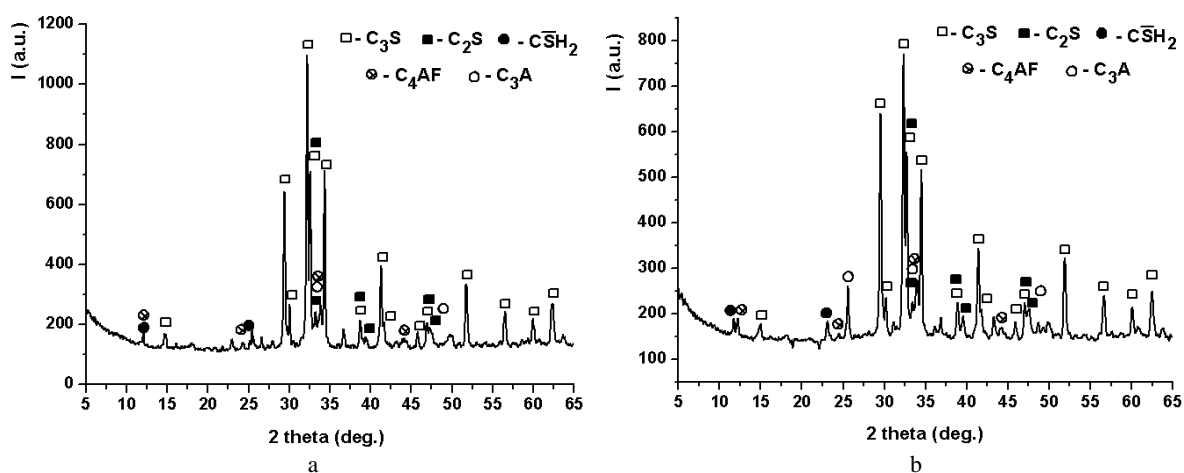 a
1200
I (a.u.)
□ - C₃S ■ - C₂S ● - CS̅H₂
⊗ - C₄AF ○ - C₃A
1000
800
600
400
200
0
5 10 15 20 25 30 35 40 45 50 55 60 65
2 theta (deg.)
a
b
I (a.u.)
800
□ - C₃S ■ - C₂S ● - CS̅H₂
⊗ - C₄AF ○ - C₃A
700
600
500
400
300
200
150
100
5 10 15 20 25 30 35 40 45 50 55 60 65
2 theta (deg.)
b